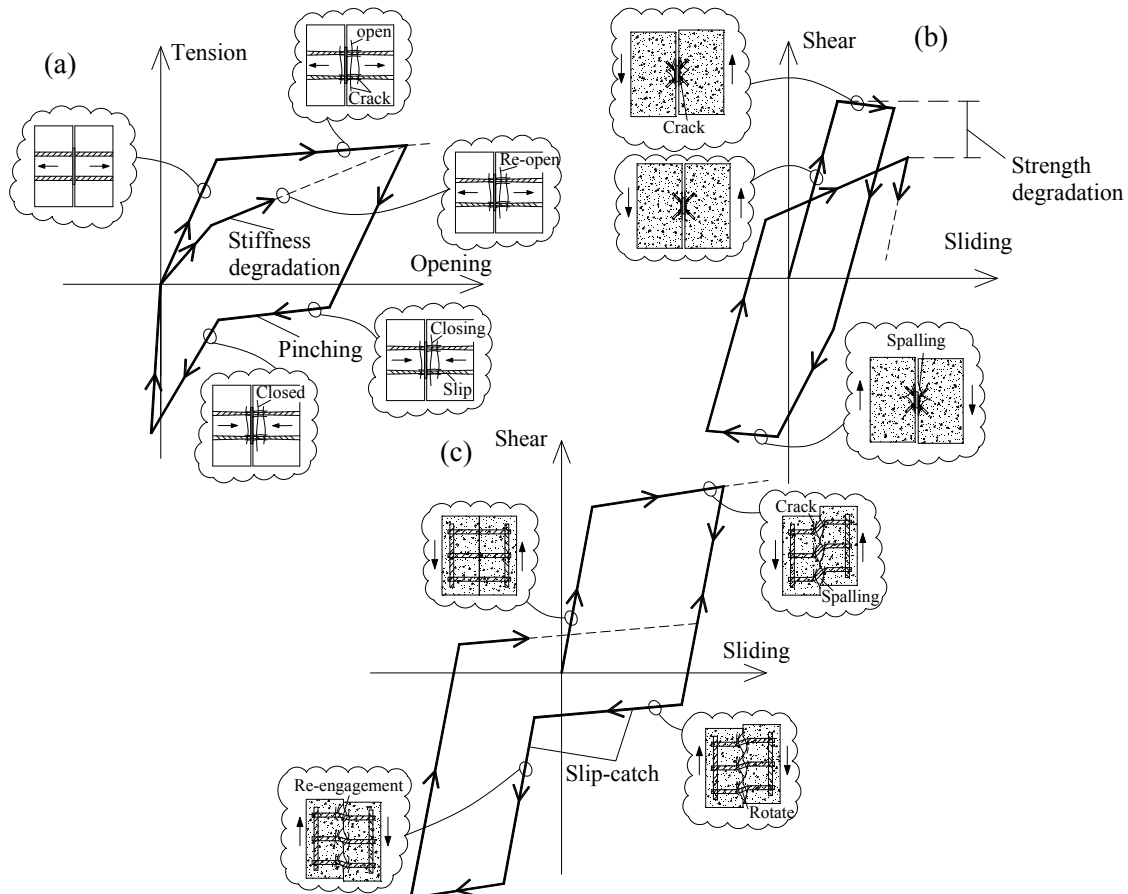 (a)
Tension
open
Crack
Re-open
Stiffness
degradation
Opening
Closing
Slip
Pinching
Closed
(b)
Shear
Crack
Strength
degradation
Sliding
Spalling
(c)
Shear
Crack
Spalling
Sliding
Slip-catch
Rotate
Re-engagement